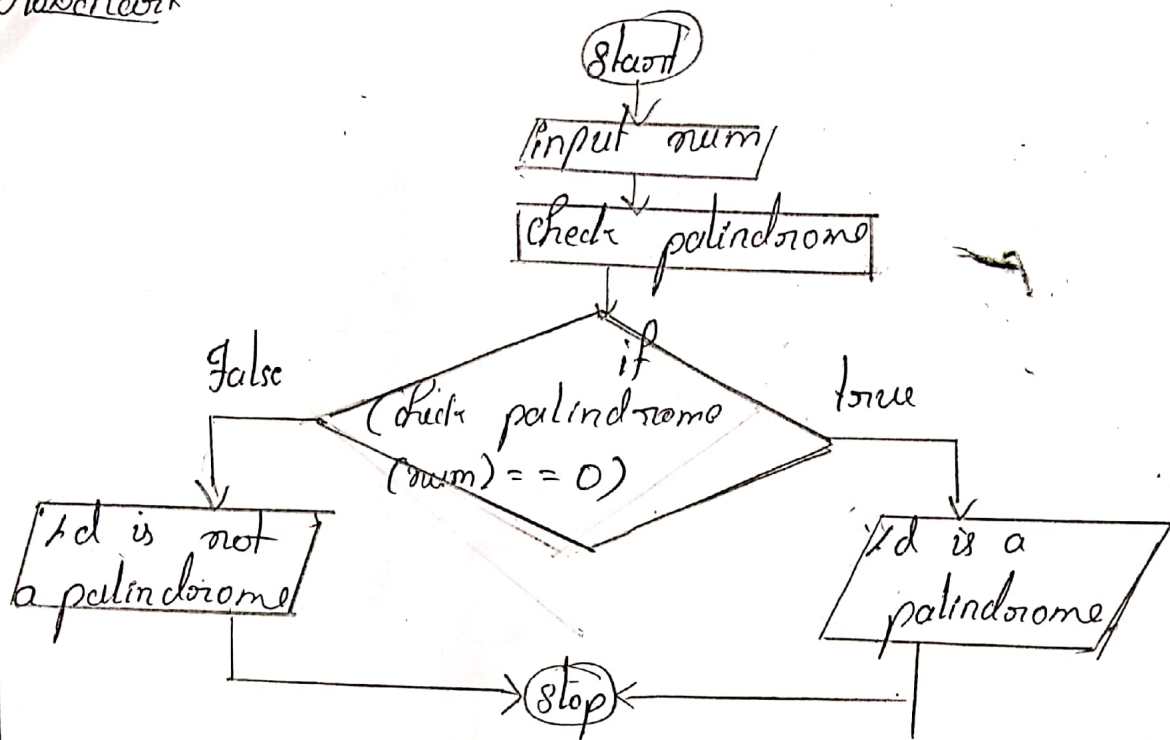 Start
input num
Check palindrome
if
False
true
(Check palindrome
(num) = = 0)
%d is not
a palindrome
%d is a
palindrome
stop